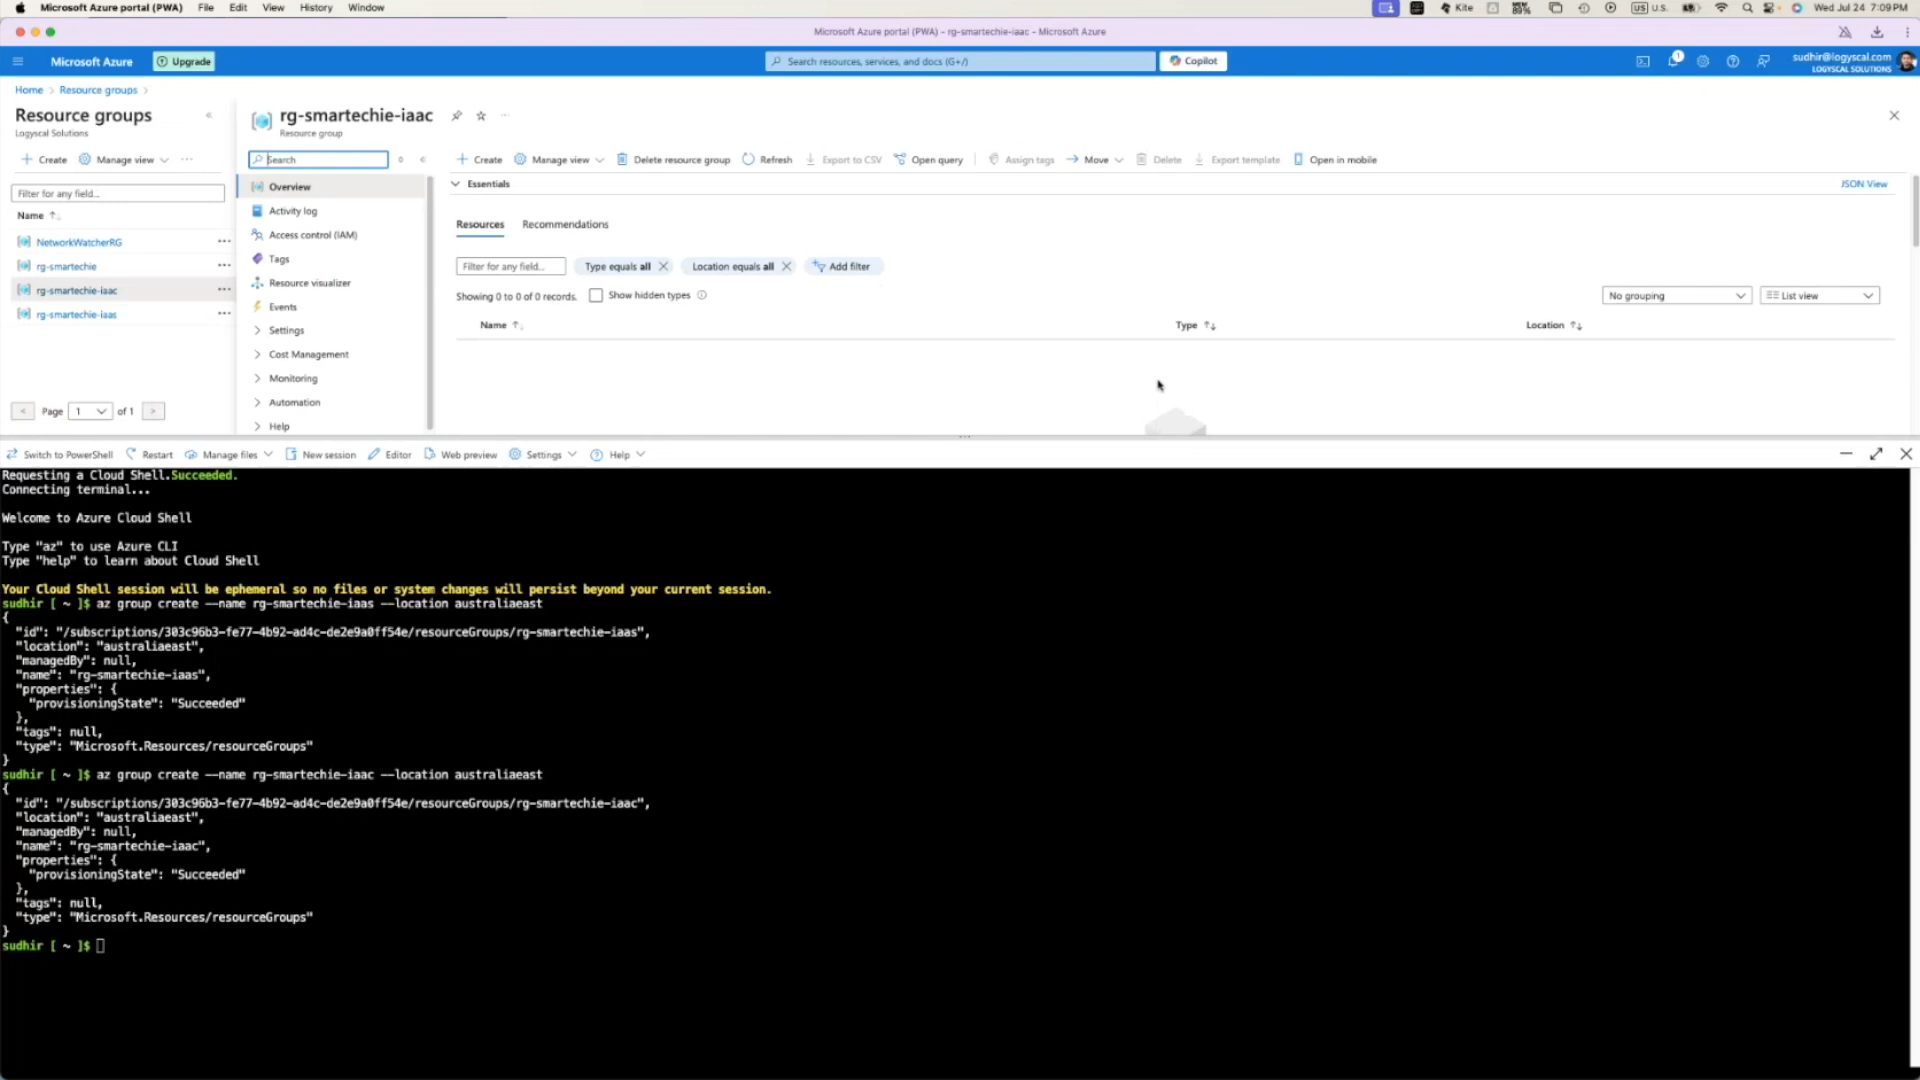 Microsoft Azure portal (PWA) File Edit View History Window
Kite
U.S.
Wed Jul 24 7:09 PM
Microsoft Azure portal (PWA) - rg-smartechie-iaac - Microsoft Azure
Microsoft Azure
Upgrade
Search resources, services, and docs (G+/)
Copilot
1
sudhir@logyscal.com
LOGYSCAL SOLUTIONS
Home > Resource groups >
Resource groups
Logyscal Solutions
Create Manage view
Filter for any field...
Name
NetworkWatcherRG
rg-smartechie
rg-smartechie-iaac
rg-smartechie-iaas
Page 1 of 1
rg-smartechie-iaac
Resource group
Search
Overview
Activity log
Access control (IAM)
Tags
Resource visualizer
Events
Settings
Cost Management
Monitoring
Automation
Help
Create Manage view Delete resource group Refresh Export to CSV Open query Assign tags Move Delete Export template Open in mobile
Essentials
JSON View
Resources Recommendations
Filter for any field... Type equals all Location equals all Add filter
Showing 0 to 0 of 0 records. Show hidden types
No grouping List view
Name Type Location
Switch to PowerShell Restart Manage files New session Editor Web preview Settings Help
Requesting a Cloud Shell.Succeeded.
Connecting terminal...
Welcome to Azure Cloud Shell
Type "az" to use Azure CLI
Type "help" to learn about Cloud Shell
Your Cloud Shell session will be ephemeral so no files or system changes will persist beyond your current session.
sudhir [ ~ ]$ az group create --name rg-smartechie-iaas --location australiaeast
{
"id": "/subscriptions/303c96b3-fe77-4b92-ad4c-de2e9a0ff54e/resourceGroups/rg-smartechie-iaas",
"location": "australiaeast",
"managedBy": null,
"name": "rg-smartechie-iaas",
"properties": {
"provisioningState": "Succeeded"
},
"tags": null,
"type": "Microsoft.Resources/resourceGroups"
}
sudhir [ ~ ]$ az group create --name rg-smartechie-iaac --location australiaeast
{
"id": "/subscriptions/303c96b3-fe77-4b92-ad4c-de2e9a0ff54e/resourceGroups/rg-smartechie-iaac",
"location": "australiaeast",
"managedBy": null,
"name": "rg-smartechie-iaac",
"properties": {
"provisioningState": "Succeeded"
},
"tags": null,
"type": "Microsoft.Resources/resourceGroups"
}
sudhir [ ~ ]$